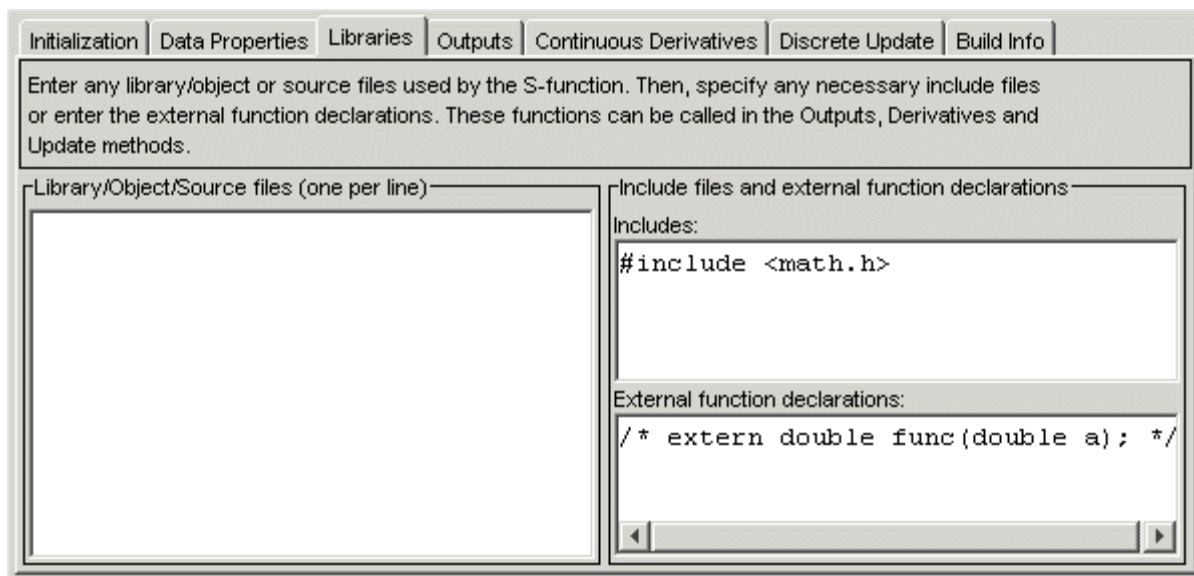 Initialization Data Properties Libraries Outputs Continuous Derivatives Discrete Update Build Info
Enter any library/object or source files used by the S-function. Then, specify any necessary include files
or enter the external function declarations. These functions can be called in the Outputs, Derivatives and
Update methods.
Library/Object/Source files (one per line)
Include files and external function declarations
Includes:
#include <math.h>
External function declarations:
/* extern double func(double a); */